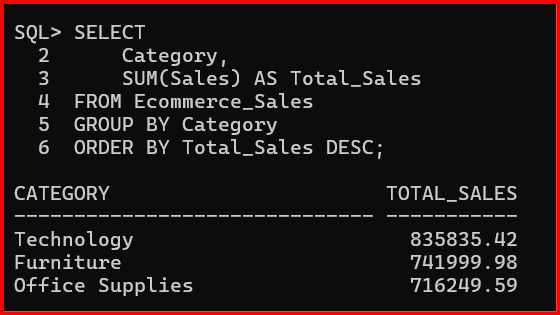 SQL> SELECT
  2      Category,
  3      SUM(Sales) AS Total_Sales
  4  FROM Ecommerce_Sales
  5  GROUP BY Category
  6  ORDER BY Total_Sales DESC;

CATEGORY                       TOTAL_SALES
------------------------------ -----------
Technology                       835835.42
Furniture                        741999.98
Office Supplies                  716249.59